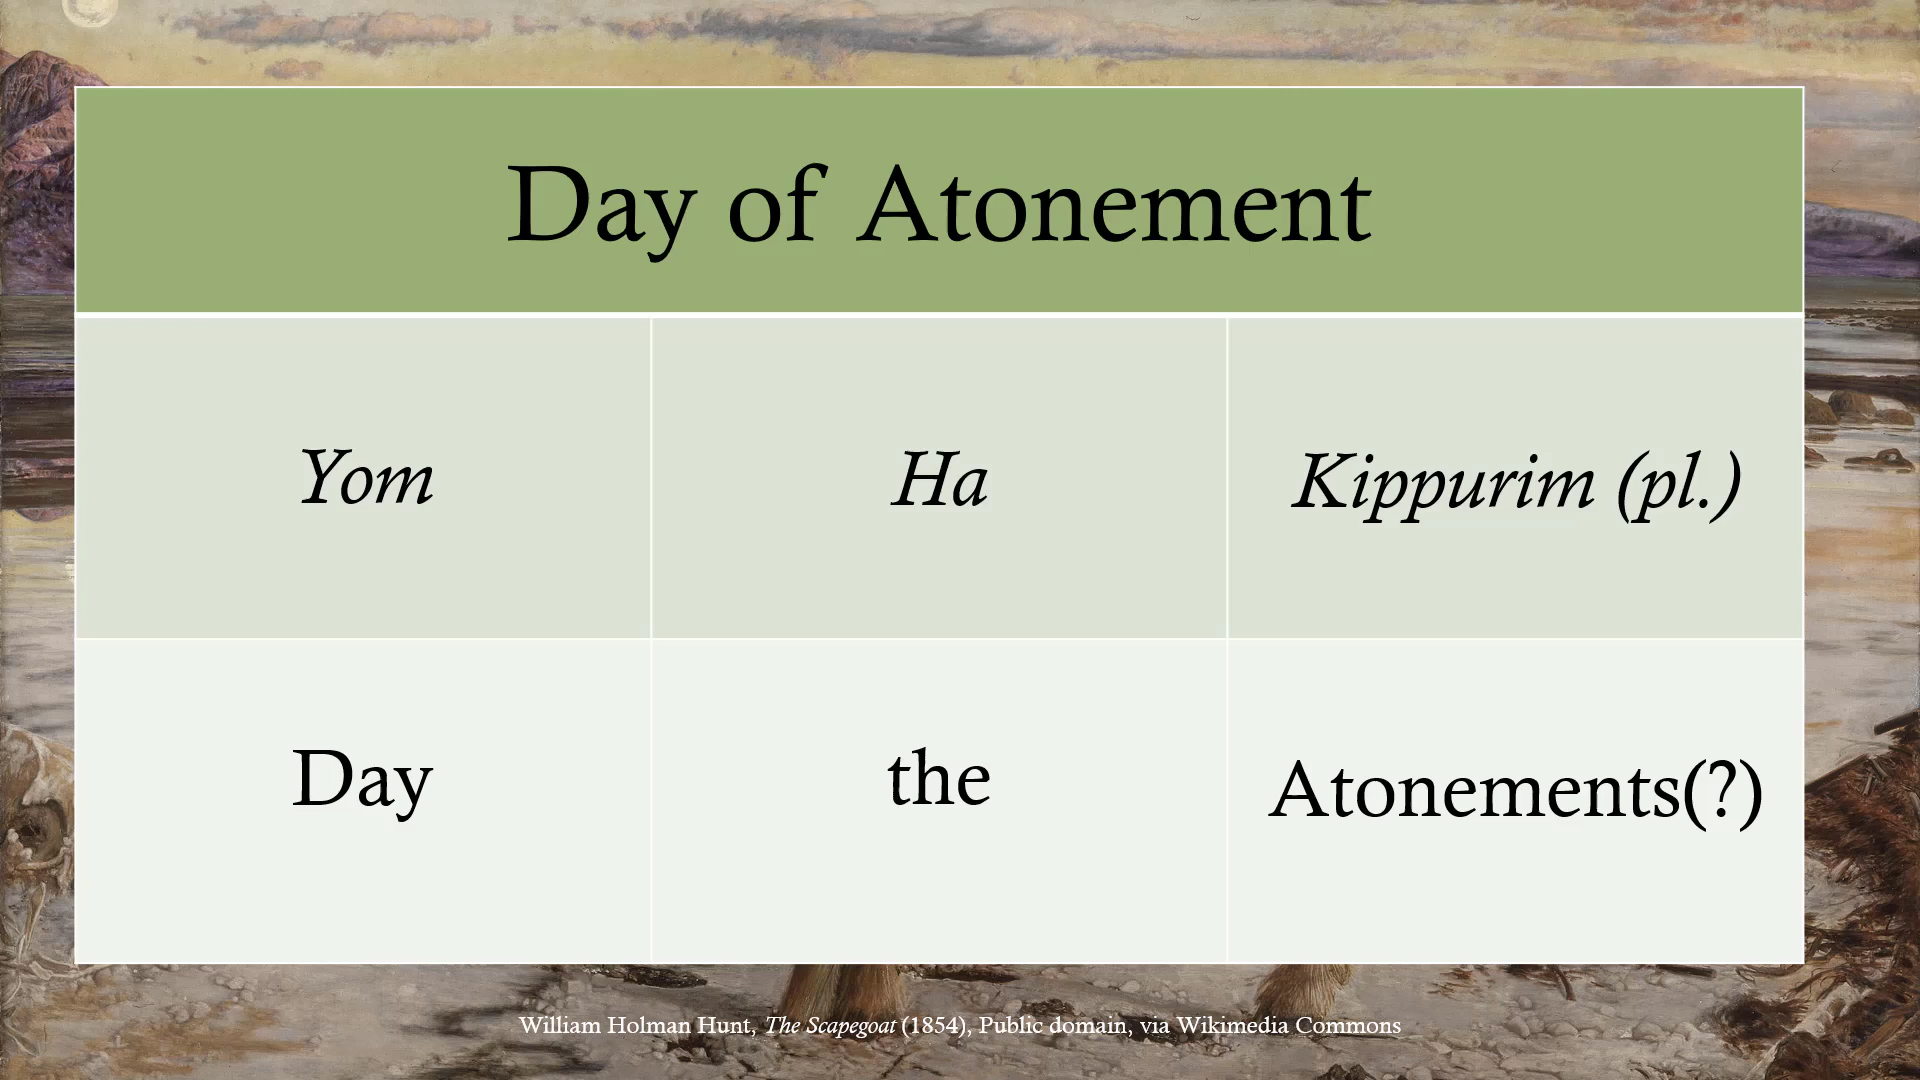 Day of Atonement
Yom
Ha
Kippurim (pl.)
Day
the
Atonements(?)
William Holman Hunt, The Scapegoat (1854), Public domain, via Wikimedia Commons